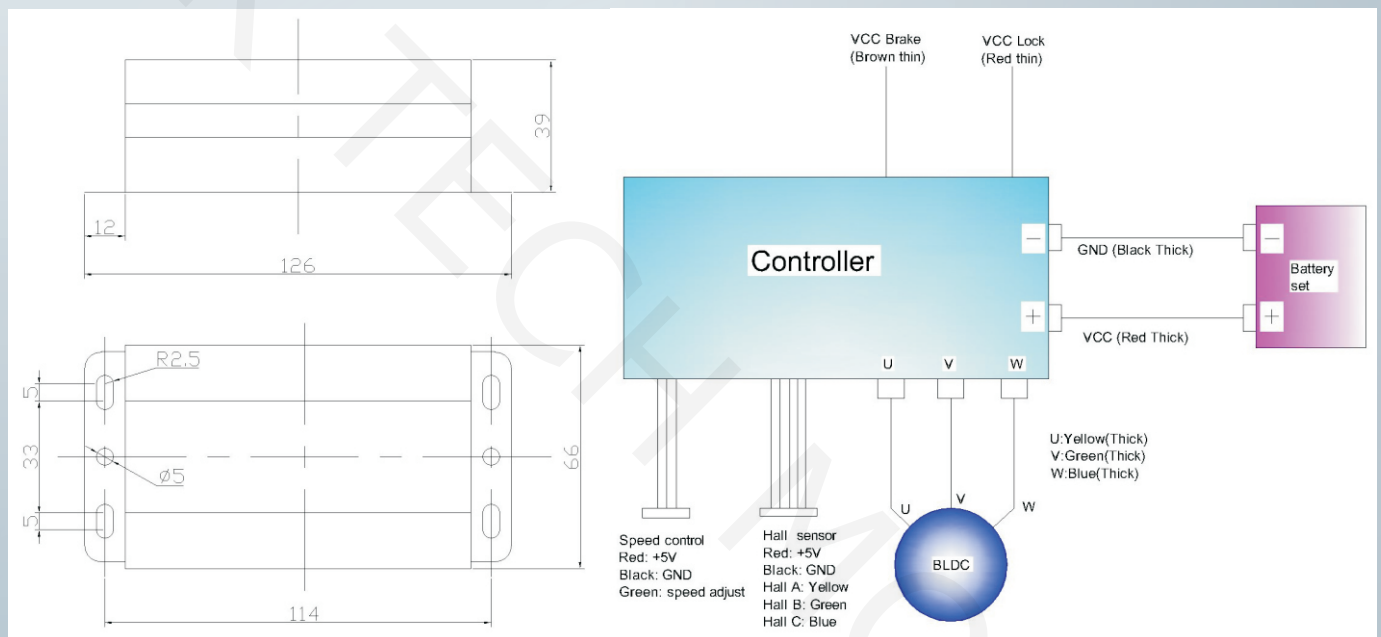 39
12
126
R2.5
5
33
5
Ø5
66
114
VCC Brake
(Brown thin)
VCC Lock
(Red thin)
Controller
−
+
GND (Black Thick)
VCC (Red Thick)
−
+
Battery
set
U
V
W
U:Yellow(Thick)
V:Green(Thick)
W:Blue(Thick)
U
V
W
BLDC
Speed control
Red: +5V
Black: GND
Green: speed adjust
Hall sensor
Red: +5V
Black: GND
Hall A: Yellow
Hall B: Green
Hall C: Blue
TECH